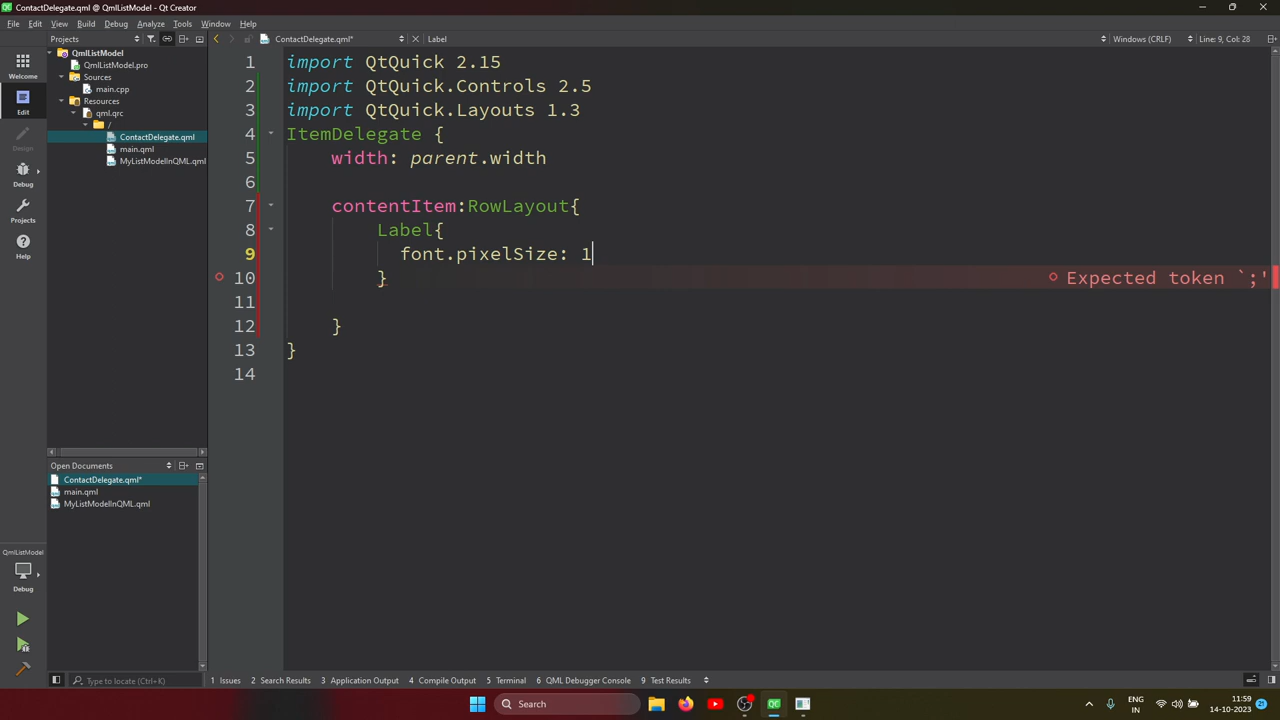 ContactDelegate.qml @ QmlListModel - Qt Creator
File Edit View Build Debug Analyze Tools Window Help
Projects
ContactDelegate.qml*
Label
Windows (CRLF)
Line: 9, Col: 28
Welcome
Edit
Design
Debug
Projects
Help
QmlListModel
QmlListModel.pro
Sources
main.cpp
Resources
qml.qrc
/
ContactDelegate.qml
main.qml
MyListModelInQML.qml
1 import QtQuick 2.15
2 import QtQuick.Controls 2.5
3 import QtQuick.Layouts 1.3
4 ItemDelegate {
5 width: parent.width
6
7 contentItem:RowLayout{
8 Label{
9 font.pixelSize: 1
10 } Expected token `;'
11
12 }
13 }
14
Open Documents
ContactDelegate.qml*
main.qml
MyListModelInQML.qml
QmlListModel
Debug
Type to locate (Ctrl+K)
1 Issues 2 Search Results 3 Application Output 4 Compile Output 5 Terminal 6 QML Debugger Console 9 Test Results
Search
QC
ENG
IN
11:59
14-10-2023